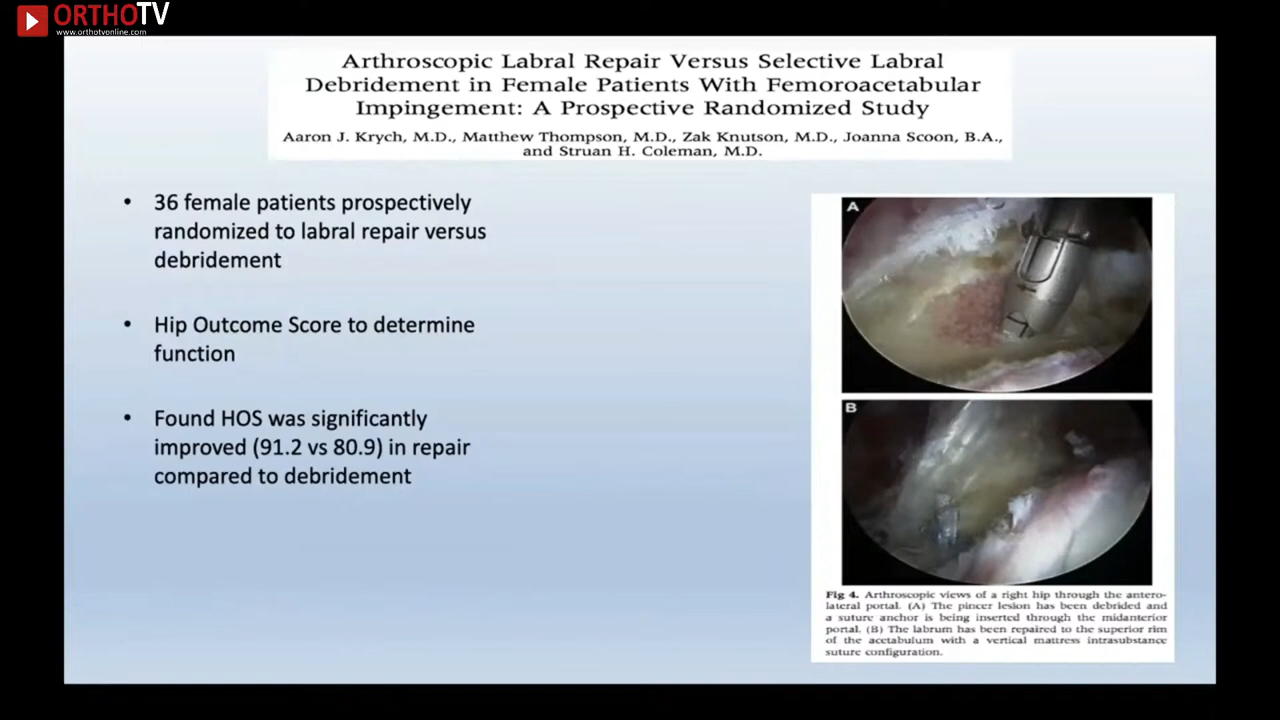 ORTHOTV
www.orthotvonline.com
Arthroscopic Labral Repair Versus Selective Labral
Debridement in Female Patients With Femoroacetabular
Impingement: A Prospective Randomized Study
Aaron J. Krych, M.D., Matthew Thompson, M.D., Zak Knutson, M.D., Joanna Scoon, B.A.,
and Struan H. Coleman, M.D.
• 36 female patients prospectively
randomized to labral repair versus
debridement
• Hip Outcome Score to determine
function
• Found HOS was significantly
improved (91.2 vs 80.9) in repair
compared to debridement
A
B
Fig 4. Arthroscopic views of a right hip through the antero-
lateral portal. (A) The pincer lesion has been debrided and
a suture anchor is being inserted through the midanterior
portal. (B) The labrum has been repaired to the superior rim
of the acetabulum with a vertical mattress intrasubstance
suture configuration.